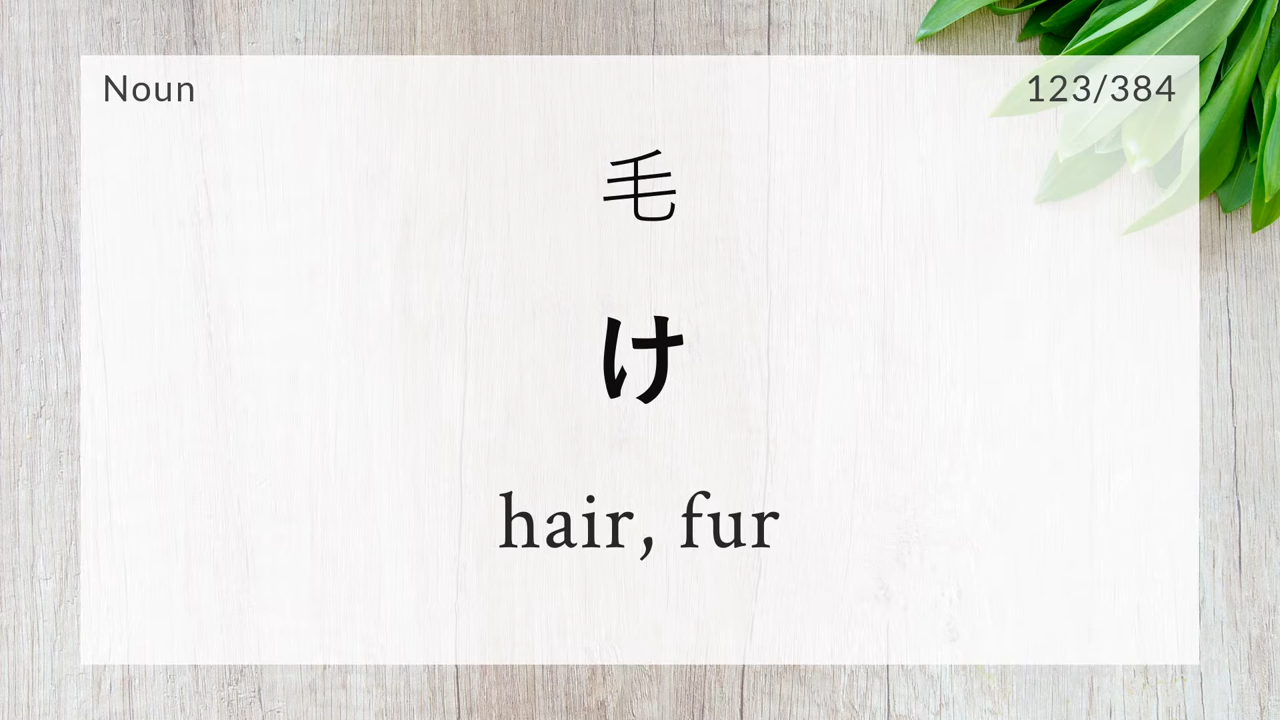 Noun
123/384
毛
け
hair, fur